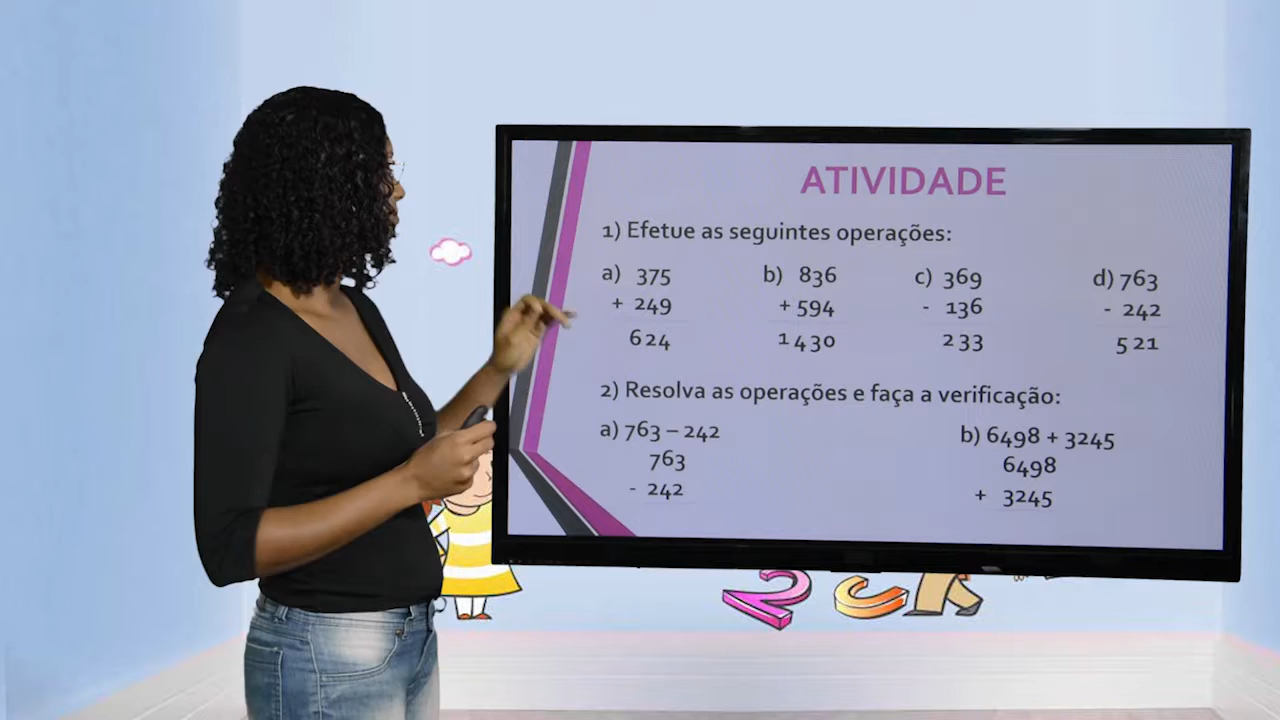 ATIVIDADE
1) Efetue as seguintes operações:
a) 375 b) 836 c) 369 d) 763
+ 249 + 594 - 136 - 242
624 1430 233 521
2) Resolva as operações e faça a verificação:
a) 763 – 242 b) 6498 + 3245
763 6498
- 242 + 3245